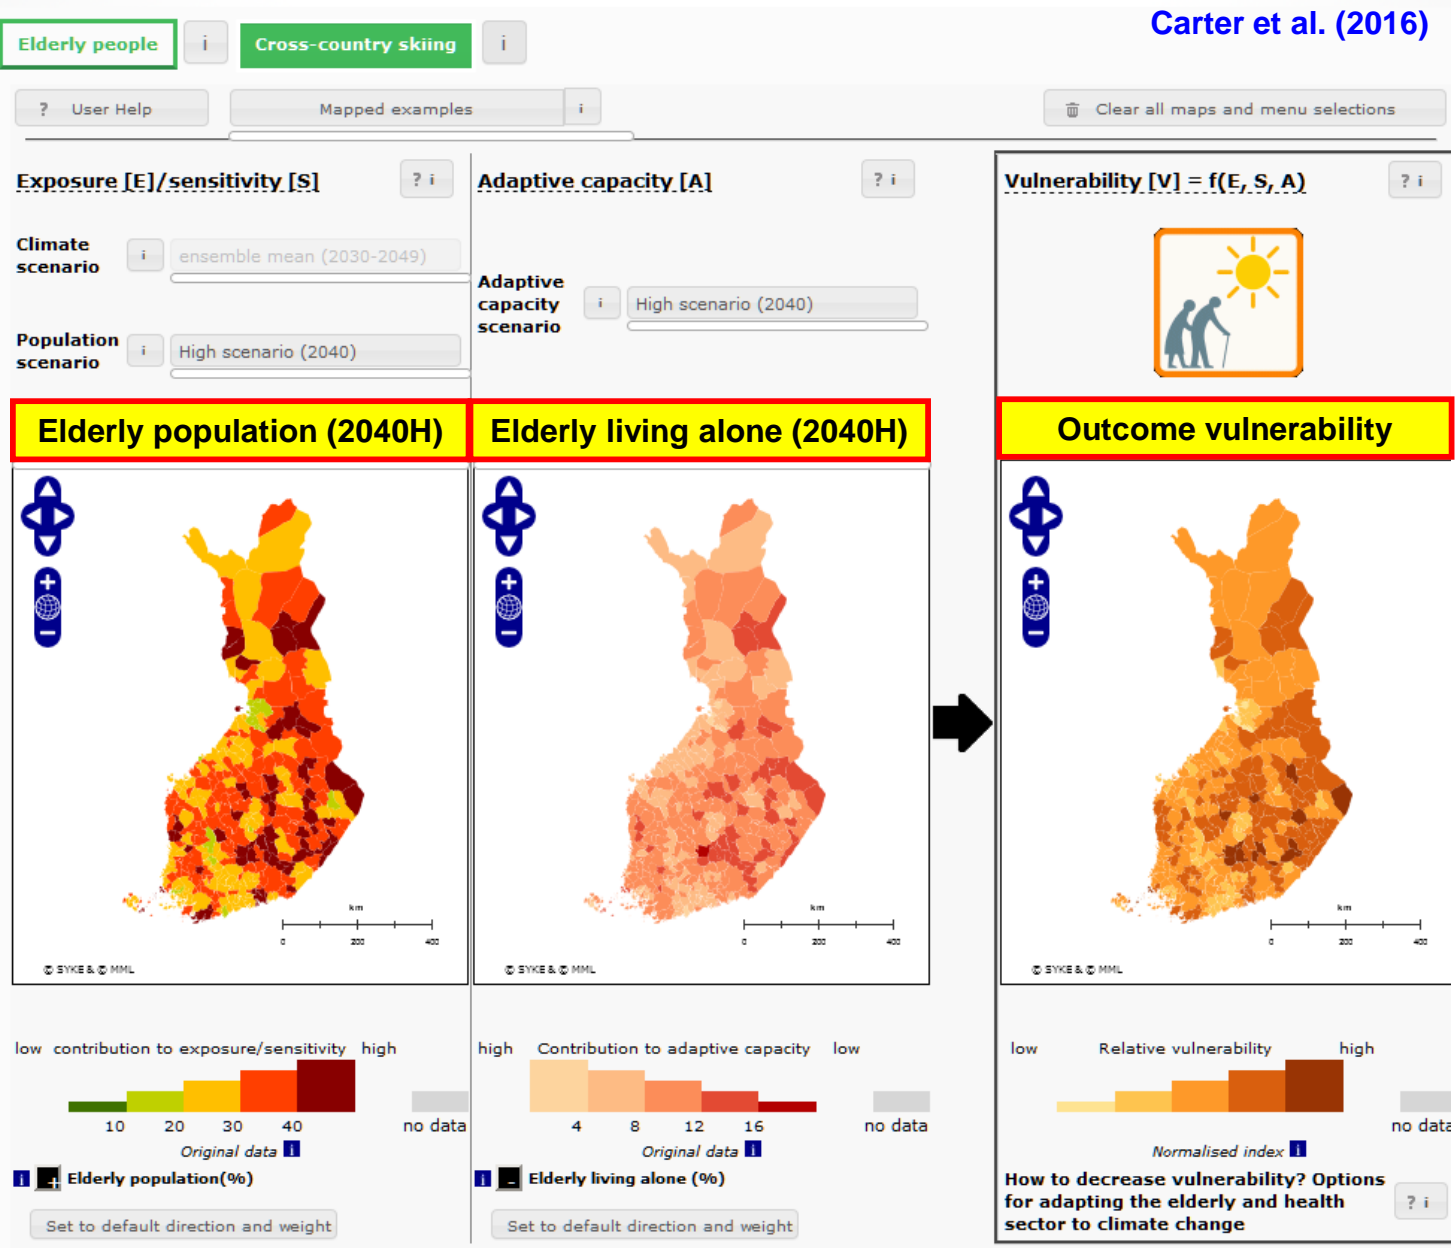 Carter et al. (2016)
Elderly people
i
Cross-country skiing
i
? User Help
Mapped examples
i
Clear all maps and menu selections
Exposure [E]/sensitivity [S]
? i
Adaptive capacity [A]
? i
Vulnerability [V] = f(E, S, A)
? i
Climate
scenario
i
ensemble mean (2030-2049)
Population
scenario
i
High scenario (2040)
Adaptive
capacity
scenario
i
High scenario (2040)
Elderly population (2040H)
Elderly living alone (2040H)
Outcome vulnerability
km
0 200 400
© SYKE & © MML
km
0 200 400
© SYKE & © MML
km
0 200 400
© SYKE & © MML
low contribution to exposure/sensitivity high
10 20 30 40
no data
Original data i
i + Elderly population(%)
Set to default direction and weight
high Contribution to adaptive capacity low
4 8 12 16
no data
Original data i
i - Elderly living alone (%)
Set to default direction and weight
low Relative vulnerability high
no data
Normalised index i
How to decrease vulnerability? Options
for adapting the elderly and health
sector to climate change
? i